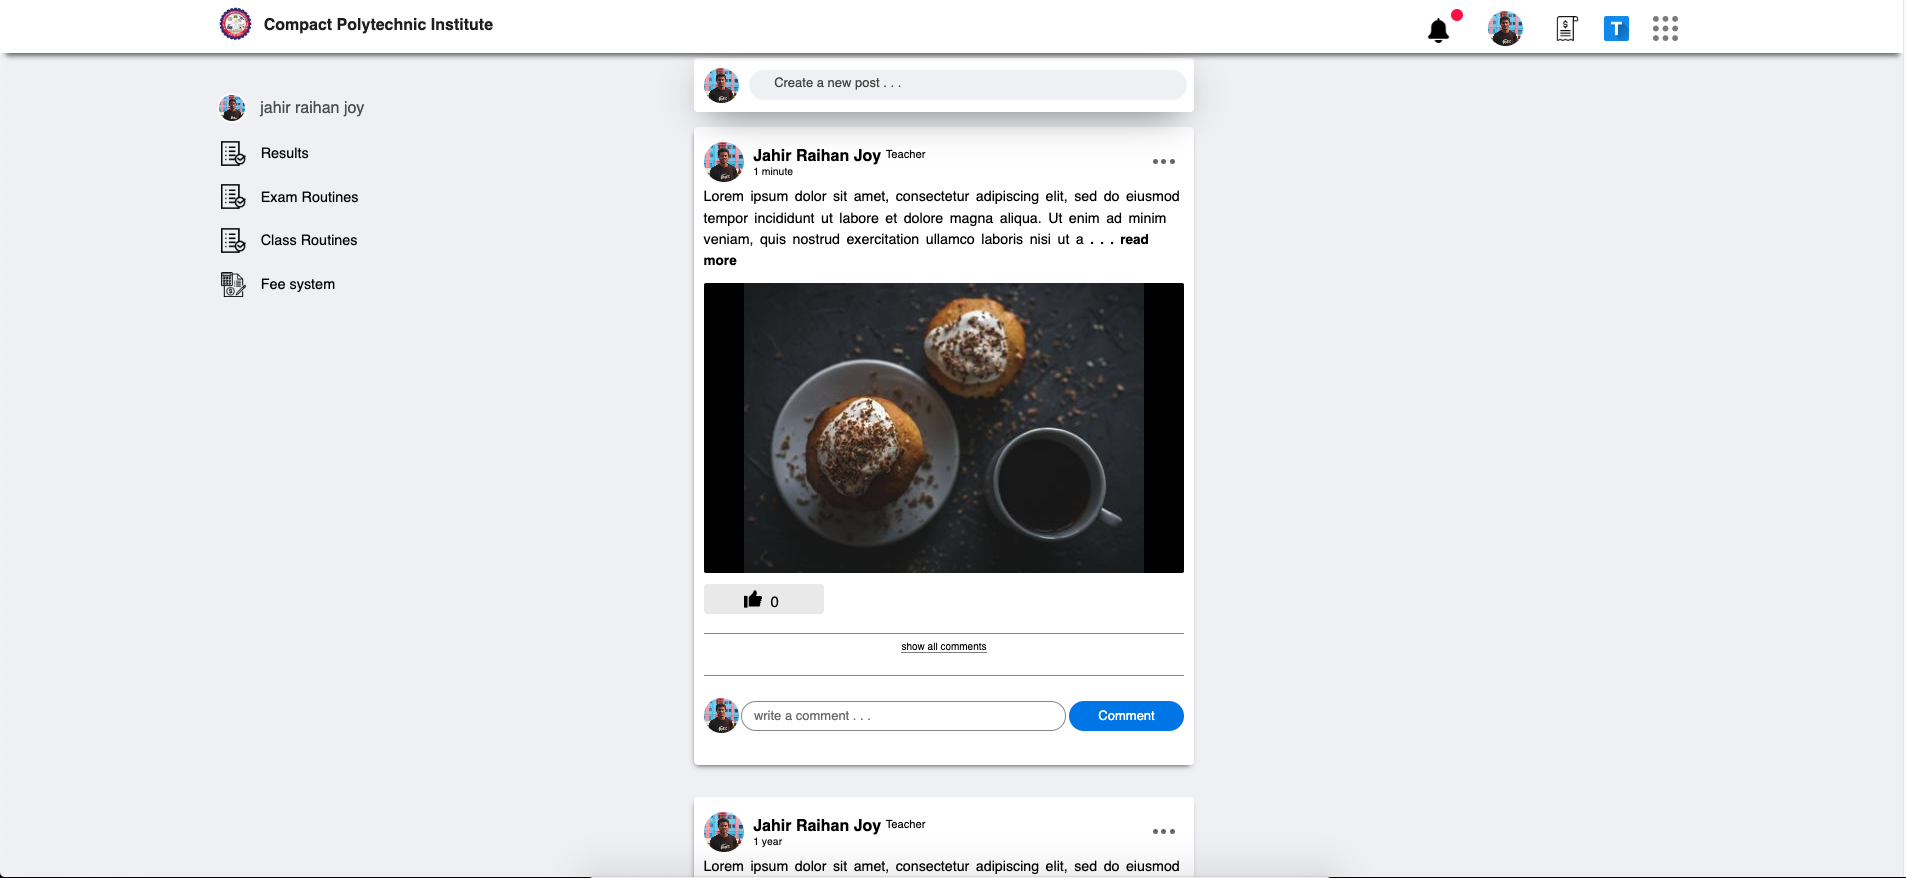 Compact Polytechnic Institute
T
Create a new post . . .
jahir raihan joy
Results
Exam Routines
Class Routines
Fee system
Jahir Raihan Joy Teacher
1 minute
Lorem ipsum dolor sit amet, consectetur adipiscing elit, sed do eiusmod
tempor incididunt ut labore et dolore magna aliqua. Ut enim ad minim
veniam, quis nostrud exercitation ullamco laboris nisi ut a . . . read
more
0
show all comments
write a comment . . .
Comment
Jahir Raihan Joy Teacher
1 year
Lorem ipsum dolor sit amet, consectetur adipiscing elit, sed do eiusmod